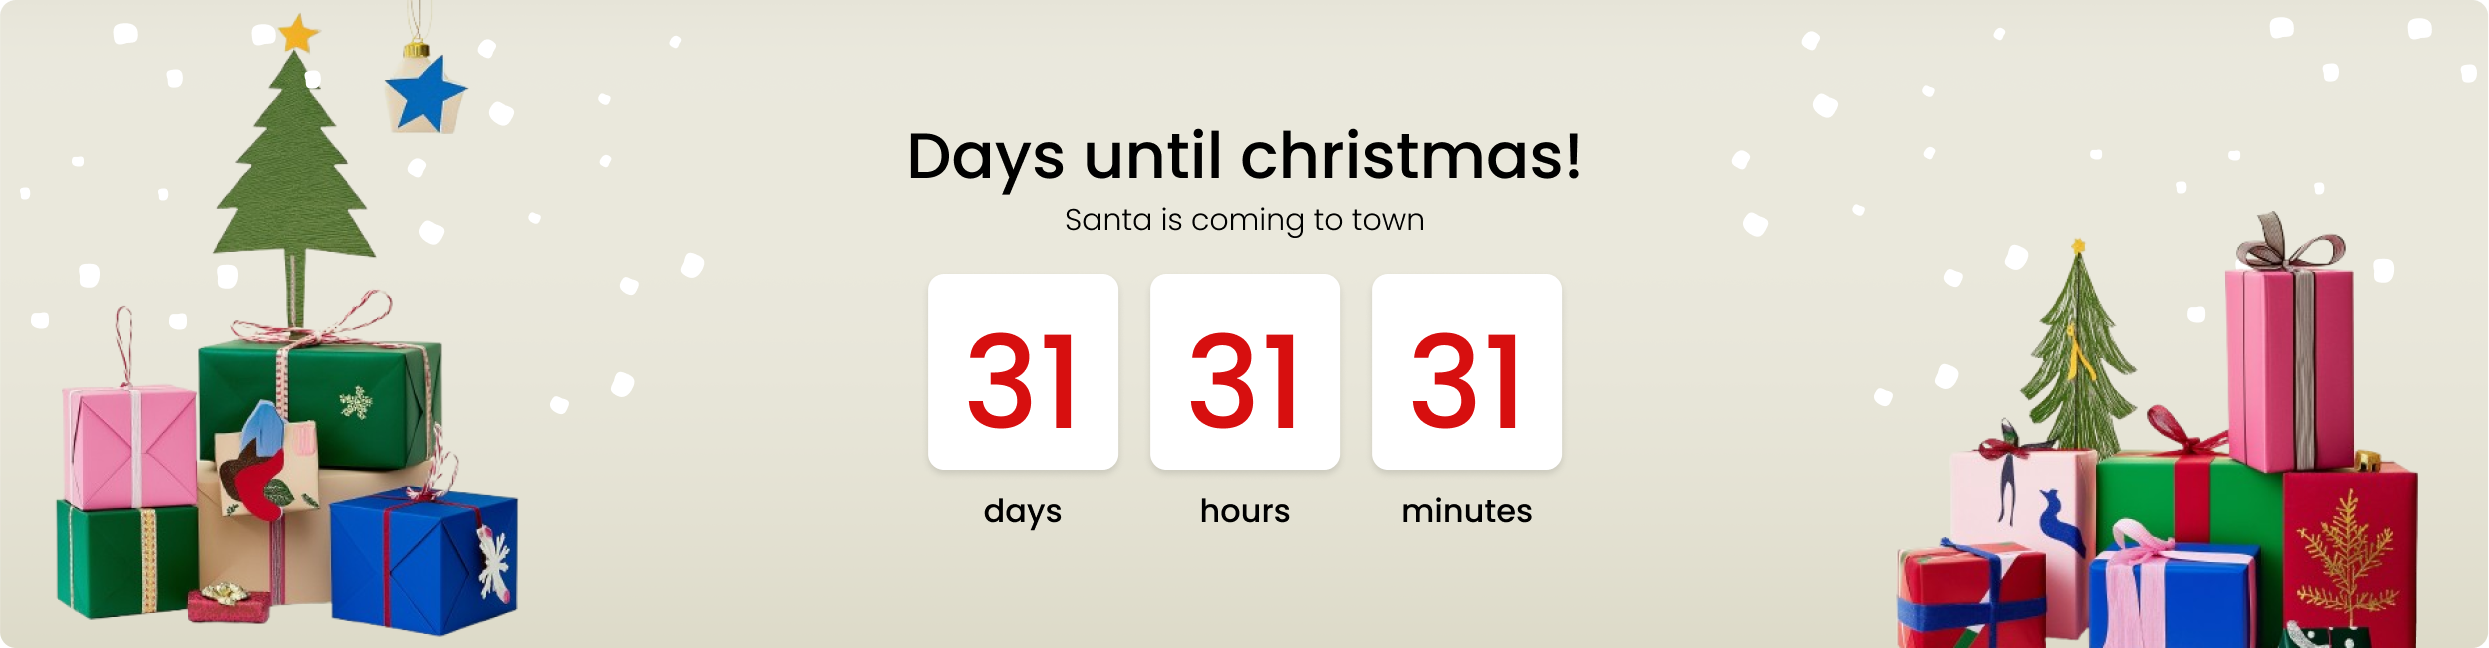 Days until christmas!
Santa is coming to town
31 31 31
days hours minutes